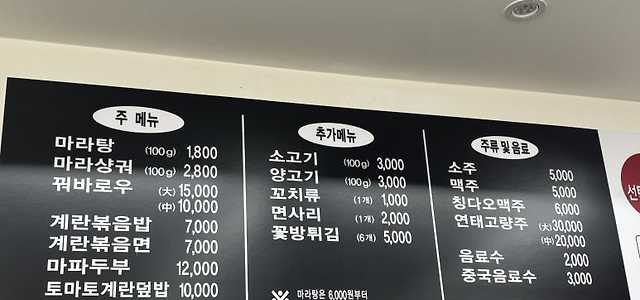 주 메뉴
마라탕 (100g) 1,800
마라샹궈 (100g) 2,800
꿔바로우 (大) 15,000
(中) 10,000
계란볶음밥 7,000
계란볶음면 7,000
마파두부 12,000
토마토계란덮밥 10,000
추가메뉴
소고기 (100g) 3,000
양고기 (100g) 3,000
꼬치류 (1개) 1,000
면사리 (1개) 2,000
꽃방튀김 (6개) 5,000
마라탕은 6,000원부터
주류 및 음료
소주 5,000
맥주 5,000
칭다오맥주 6,000
연태고량주 (大) 30,000
(中) 20,000
음료수 2,000
중국음료수 3,000
선택